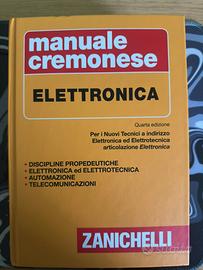 manuale
cremonese
ELETTRONICA
Quarta edizione
Per i Nuovi Tecnici a indirizzo
Elettronica ed Elettrotecnica
articolazione Elettronica
• DISCIPLINE PROPEDEUTICHE
• ELETTRONICA ed ELETTROTECNICA
• AUTOMAZIONE
• TELECOMUNICAZIONI
ZANICHELLI